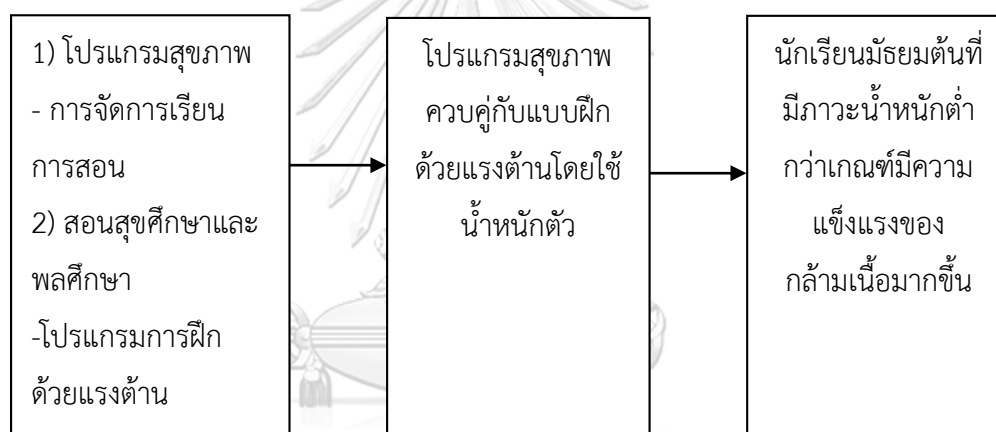 1) โปรแกรมสุขภาพ
- การจัดการเรียน
การสอน
2) สอนสุขศึกษาและ
พลศึกษา
-โปรแกรมการฝึก
ด้วยแรงต้าน
โปรแกรมสุขภาพ
ควบคู่กับแบบฝึก
ด้วยแรงต้านโดยใช้
น้ำหนักตัว
นักเรียนมัธยมต้นที่
มีภาวะน้ำหนักต่ำ
กว่าเกณฑ์มีความ
แข็งแรงของ
กล้ามเนื้อมากขึ้น